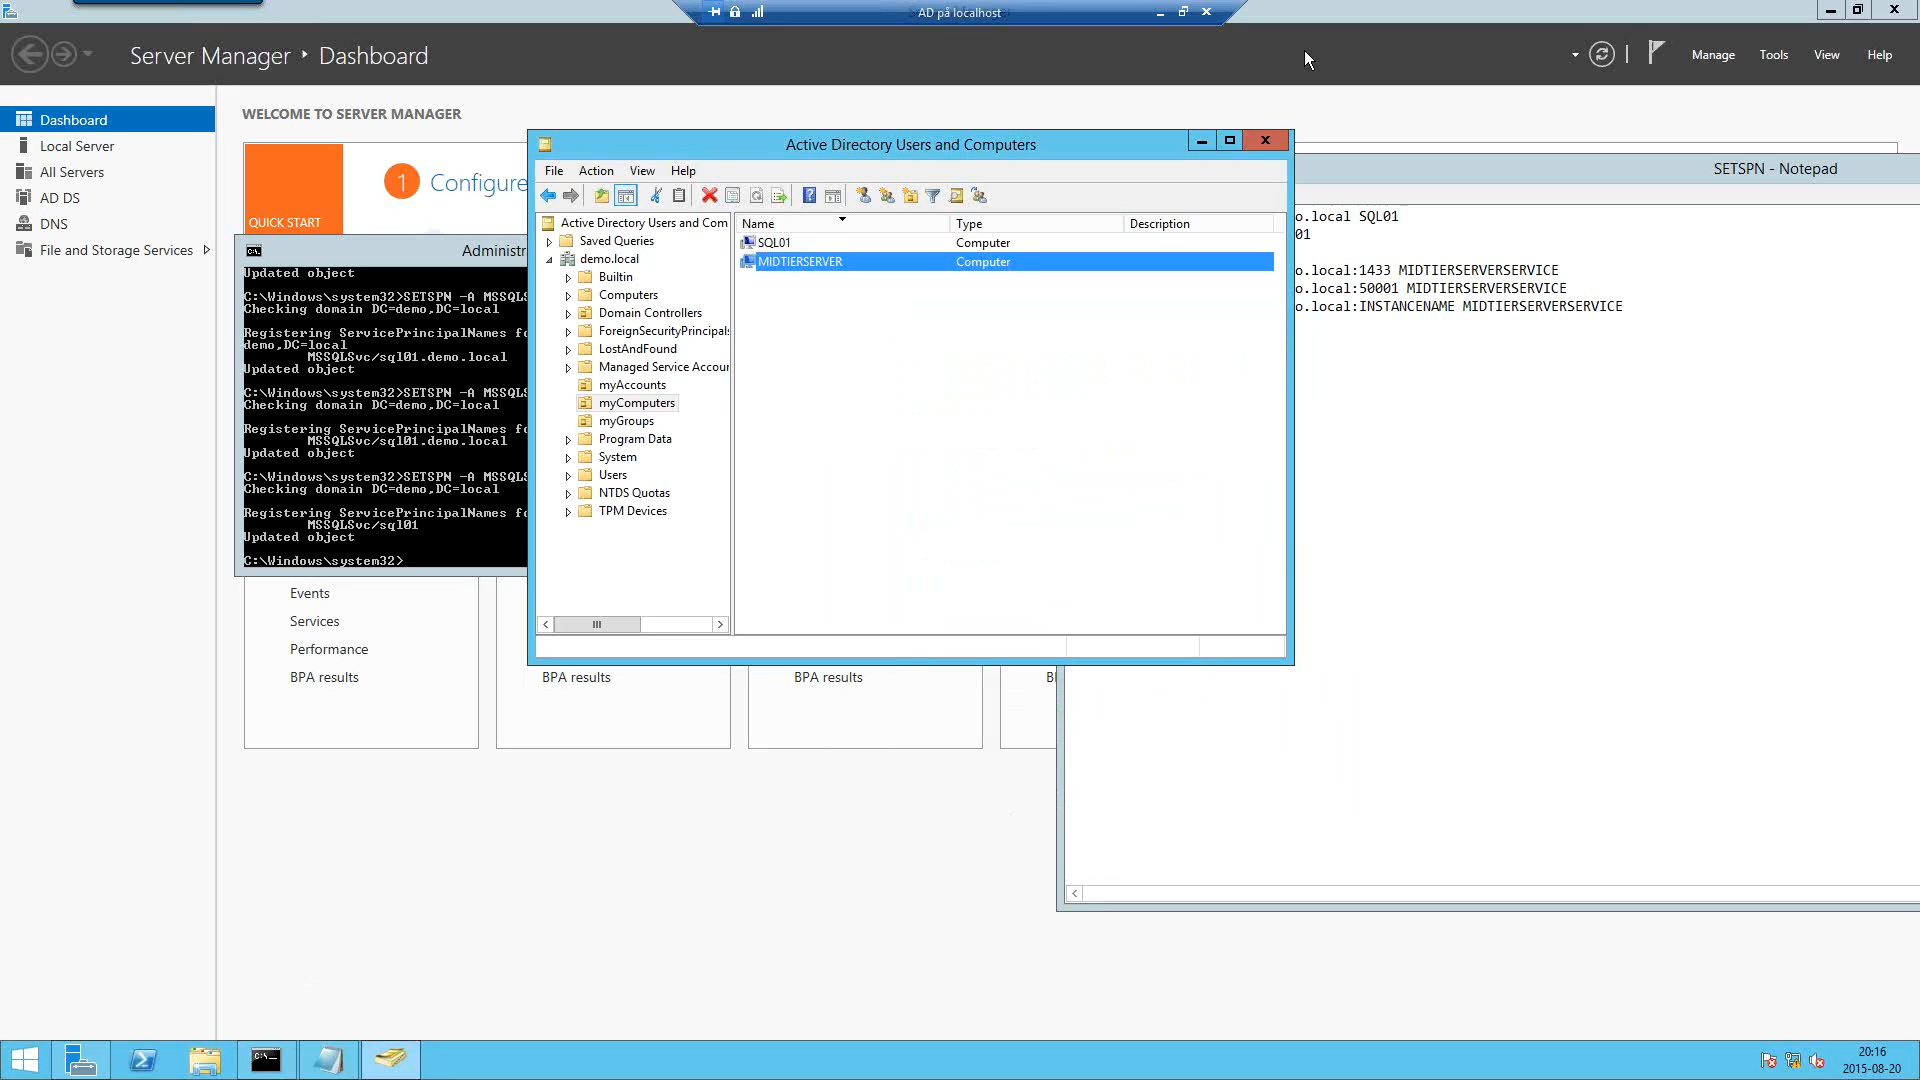 AD på localhost
Server Manager ‣ Dashboard
Manage
Tools
View
Help
Dashboard
Local Server
All Servers
AD DS
DNS
File and Storage Services
WELCOME TO SERVER MANAGER
QUICK START
1
Configure
Active Directory Users and Computers
File
Action
View
Help
Active Directory Users and Com
Saved Queries
demo.local
Builtin
Computers
Domain Controllers
ForeignSecurityPrincipals
LostAndFound
Managed Service Accour
myAccounts
myComputers
myGroups
Program Data
System
Users
NTDS Quotas
TPM Devices
Name
Type
Description
SQL01
Computer
MIDTIERSERVER
Computer
SETSPN - Notepad
o.local SQL01
01
o.local:1433 MIDTIERSERVERSERVICE
o.local:50001 MIDTIERSERVERSERVICE
o.local:INSTANCENAME MIDTIERSERVERSERVICE
Administr
Updated object
C:\Windows\system32>SETSPN -A MSSQLS
Checking domain DC=demo,DC=local
Registering ServicePrincipalNames fo
demo,DC=local
MSSQLSvc/sql01.demo.local
Updated object
C:\Windows\system32>SETSPN -A MSSQLS
Checking domain DC=demo,DC=local
Registering ServicePrincipalNames fo
MSSQLSvc/sql01.demo.local
Updated object
C:\Windows\system32>SETSPN -A MSSQLS
Checking domain DC=demo,DC=local
Registering ServicePrincipalNames fo
MSSQLSvc/sql01
Updated object
C:\Windows\system32>
Events
Services
Performance
BPA results
BPA results
BPA results
BI
20:16
2015-08-20